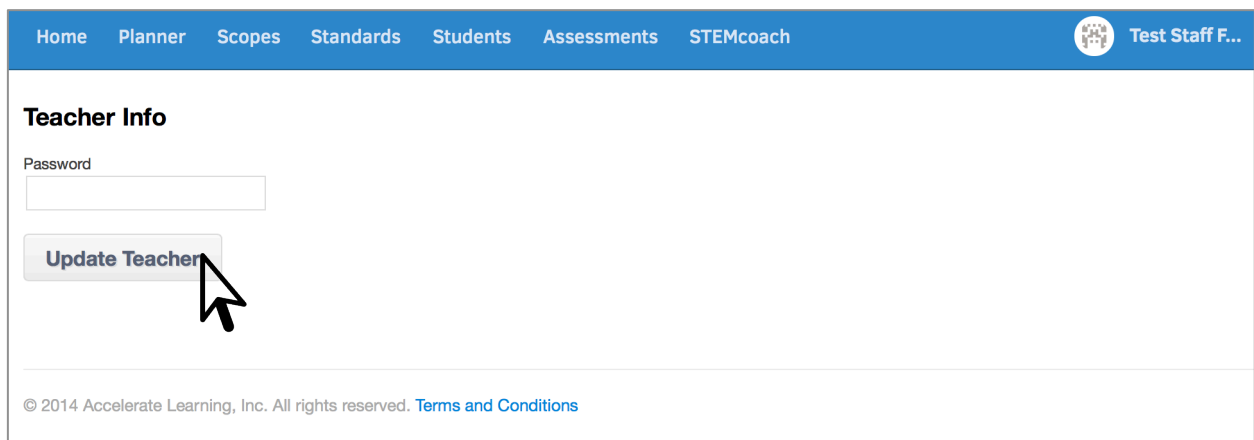 Home Planner Scopes Standards Students Assessments STEMcoach Test Staff F...
Teacher Info
Password
Update Teacher
© 2014 Accelerate Learning, Inc. All rights reserved. Terms and Conditions